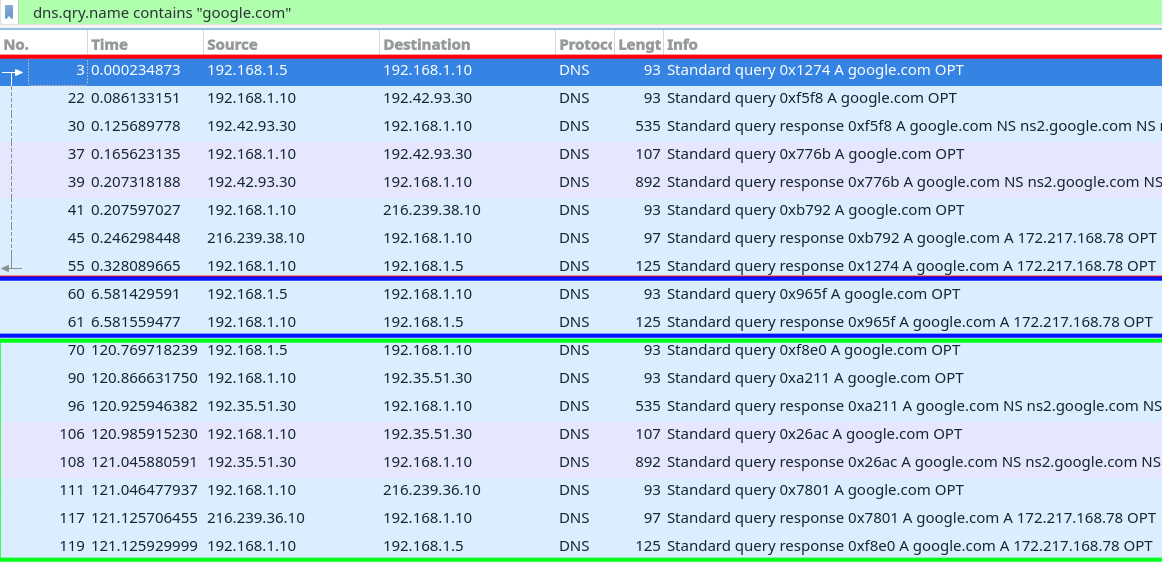 dns.qry.name contains "google.com"
No. Time Source Destination Protoc Lengt Info
3 0.000234873 192.168.1.5 192.168.1.10 DNS 93 Standard query 0x1274 A google.com OPT
22 0.086133151 192.168.1.10 192.42.93.30 DNS 93 Standard query 0xf5f8 A google.com OPT
30 0.125689778 192.42.93.30 192.168.1.10 DNS 535 Standard query response 0xf5f8 A google.com NS ns2.google.com NS
37 0.165623135 192.168.1.10 192.42.93.30 DNS 107 Standard query 0x776b A google.com OPT
39 0.207318188 192.42.93.30 192.168.1.10 DNS 892 Standard query response 0x776b A google.com NS ns2.google.com NS
41 0.207597027 192.168.1.10 216.239.38.10 DNS 93 Standard query 0xb792 A google.com OPT
45 0.246298448 216.239.38.10 192.168.1.10 DNS 97 Standard query response 0xb792 A google.com A 172.217.168.78 OPT
55 0.328089665 192.168.1.10 192.168.1.5 DNS 125 Standard query response 0x1274 A google.com A 172.217.168.78 OPT
60 6.581429591 192.168.1.5 192.168.1.10 DNS 93 Standard query 0x965f A google.com OPT
61 6.581559477 192.168.1.10 192.168.1.5 DNS 125 Standard query response 0x965f A google.com A 172.217.168.78 OPT
70 120.769718239 192.168.1.5 192.168.1.10 DNS 93 Standard query 0xf8e0 A google.com OPT
90 120.866631750 192.168.1.10 192.35.51.30 DNS 93 Standard query 0xa211 A google.com OPT
96 120.925946382 192.35.51.30 192.168.1.10 DNS 535 Standard query response 0xa211 A google.com NS ns2.google.com NS
106 120.985915230 192.168.1.10 192.35.51.30 DNS 107 Standard query 0x26ac A google.com OPT
108 121.045880591 192.35.51.30 192.168.1.10 DNS 892 Standard query response 0x26ac A google.com NS ns2.google.com NS
111 121.046477937 192.168.1.10 216.239.36.10 DNS 93 Standard query 0x7801 A google.com OPT
117 121.125706455 216.239.36.10 192.168.1.10 DNS 97 Standard query response 0x7801 A google.com A 172.217.168.78 OPT
119 121.125929999 192.168.1.10 192.168.1.5 DNS 125 Standard query response 0xf8e0 A google.com A 172.217.168.78 OPT